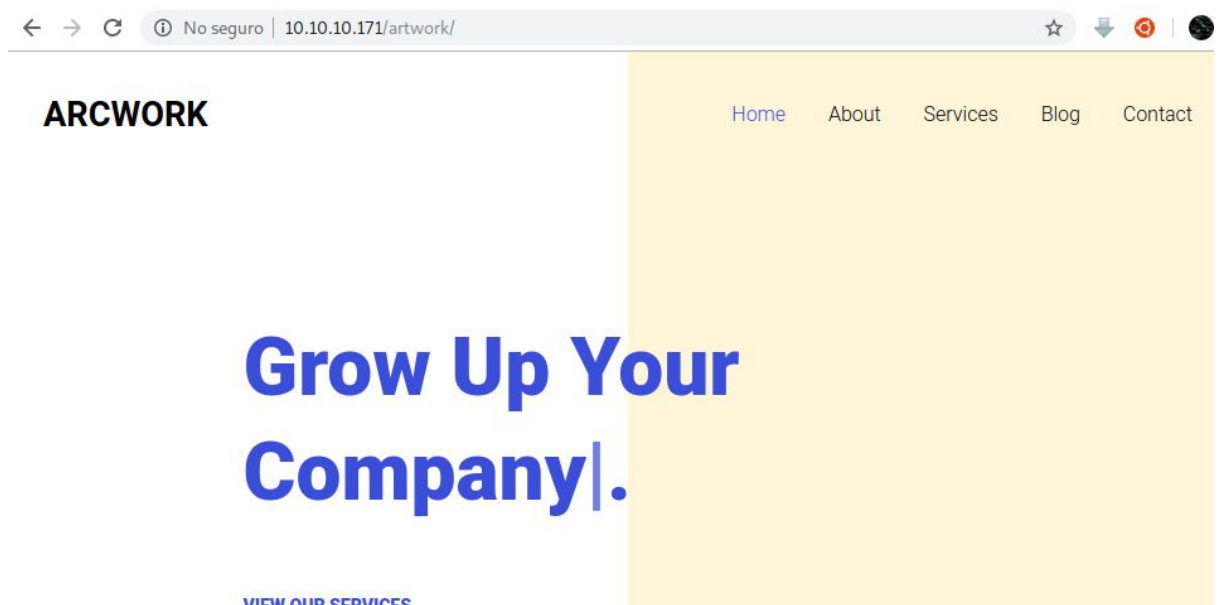 No seguro | 10.10.10.171/artwork/
ARCWORK
Home About Services Blog Contact
Grow Up Your
Company|.
VIEW OUR SERVICES